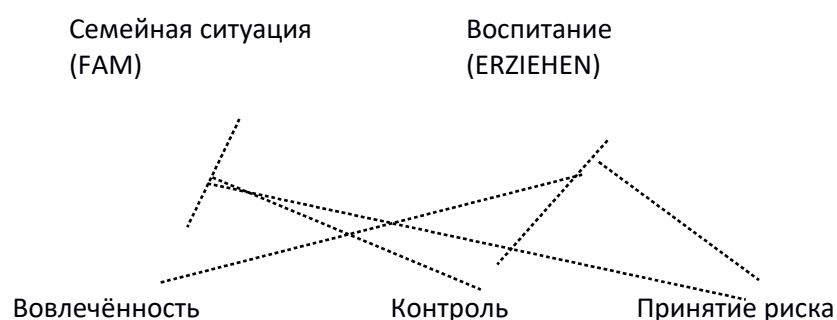 Семейная ситуация
(FAM)
Воспитание
(ERZIEHEN)
Вовлечённость
Контроль
Принятие риска